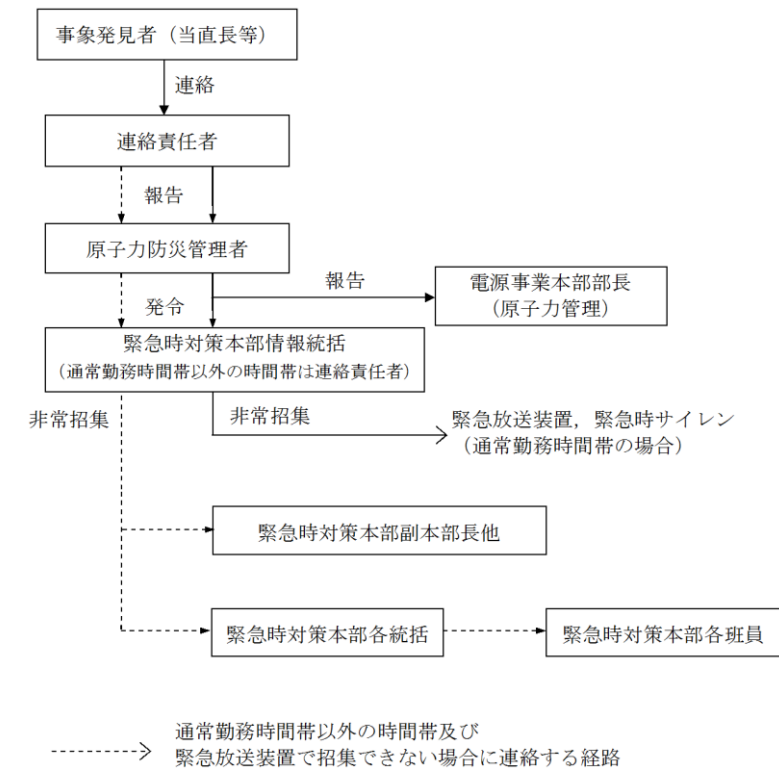 事象発見者（当直長等）
連絡
連絡責任者
報告
原子力防災管理者
報告
電源事業本部部長
（原子力管理）
発令
緊急時対策本部情報統括
（通常勤務時間帯以外の時間帯は連絡責任者）
非常招集
非常招集
緊急放送装置，緊急時サイレン
（通常勤務時間帯の場合）
緊急時対策本部副本部長他
緊急時対策本部各統括
緊急時対策本部各班員
通常勤務時間帯以外の時間帯及び
緊急放送装置で招集できない場合に連絡する経路